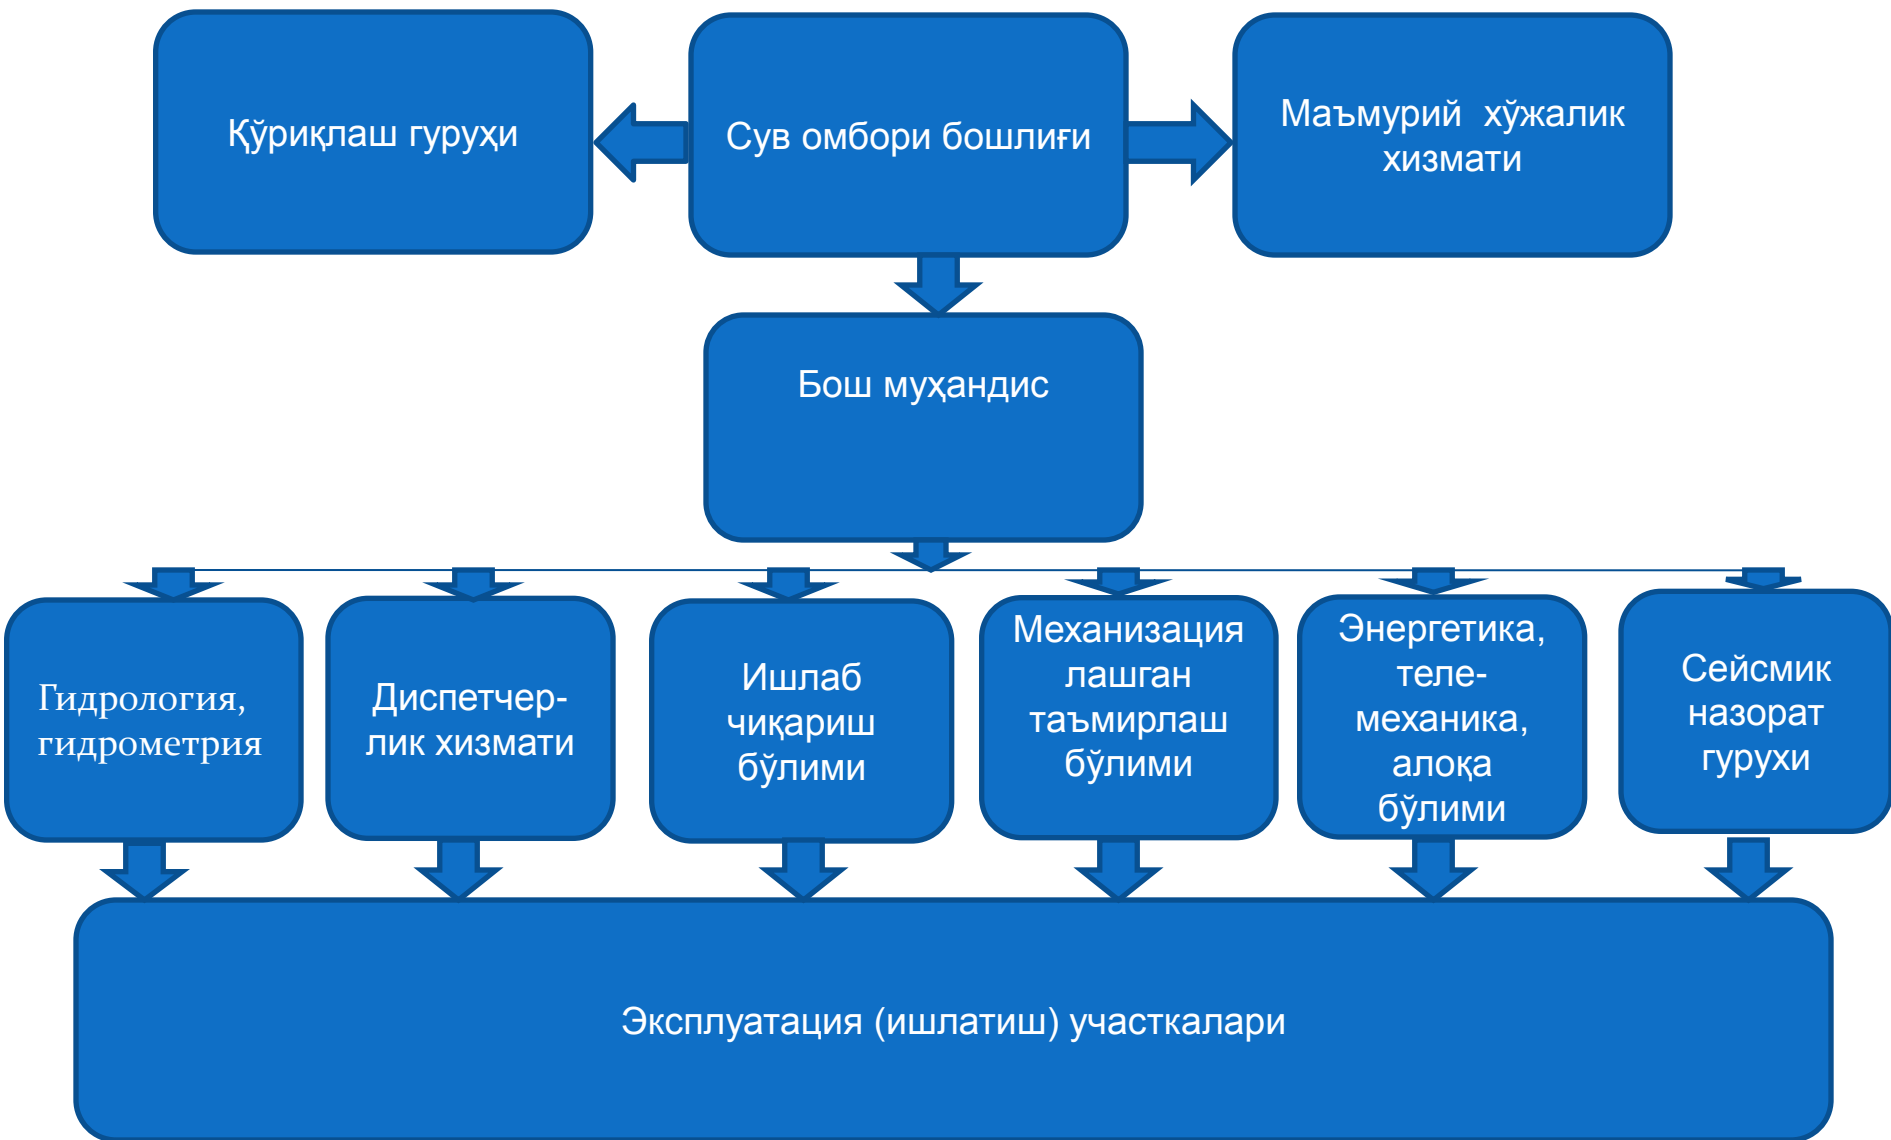 Қўриқлаш гуруҳи
Сув омбори бошлиғи
Маъмурий хўжалик
хизмати
Бош муҳандис
Гидрология,
гидрометрия
Диспетчер-
лик хизмати
Ишлаб
чиқариш
бўлими
Механизация
лашган
таъмирлаш
бўлими
Энергетика,
теле-
механика,
алоқа
бўлими
Сейсмик
назорат
гурухи
Эксплуатация (ишлатиш) участкалари